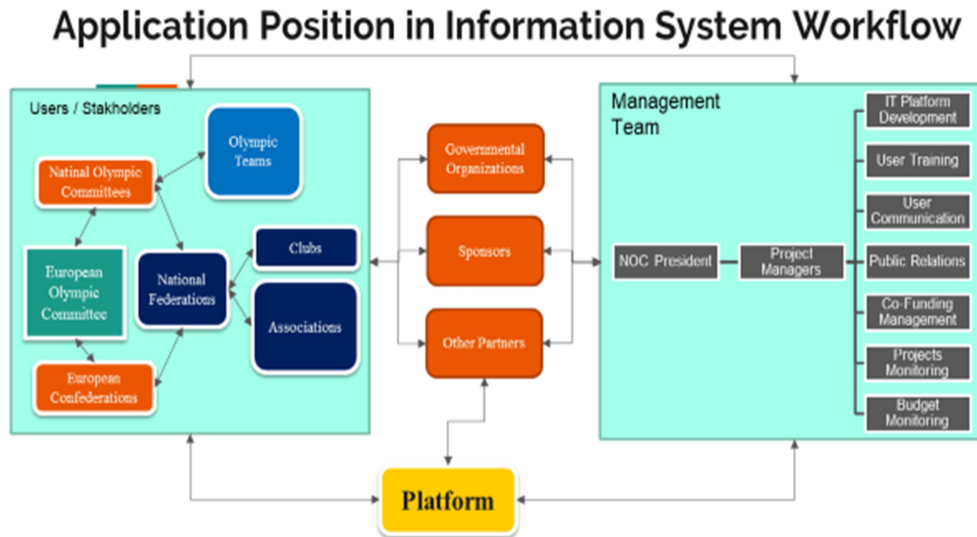 Application Position in Information System Workflow
Users / Stakholders
Olympic
Teams
Natinal Olympic
Committees
European
Olympic
Committee
National
Federations
Clubs
Associations
European
Confederations
Governmental
Organizations
Sponsors
Other Partners
Platform
Management
Team
NOC President
Project
Managers
IT Platform
Development
User Training
User
Communication
Public Relations
Co-Funding
Management
Projects
Monitoring
Budget
Monitoring